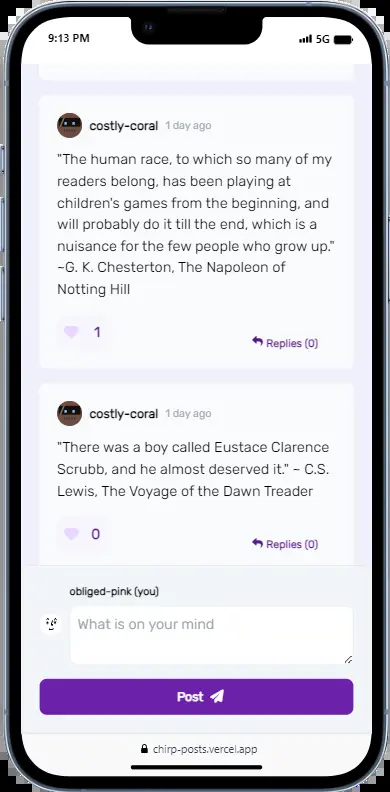 9:13 PM
5G
costly-coral 1 day ago
"The human race, to which so many of my
readers belong, has been playing at
children's games from the beginning, and
will probably do it till the end, which is a
nuisance for the few people who grow up."
~G. K. Chesterton, The Napoleon of
Notting Hill
1
Replies (0)
costly-coral 1 day ago
"There was a boy called Eustace Clarence
Scrubb, and he almost deserved it." ~ C.S.
Lewis, The Voyage of the Dawn Treader
0
Replies (0)
obliged-pink (you)
What is on your mind
Post
chirp-posts.vercel.app